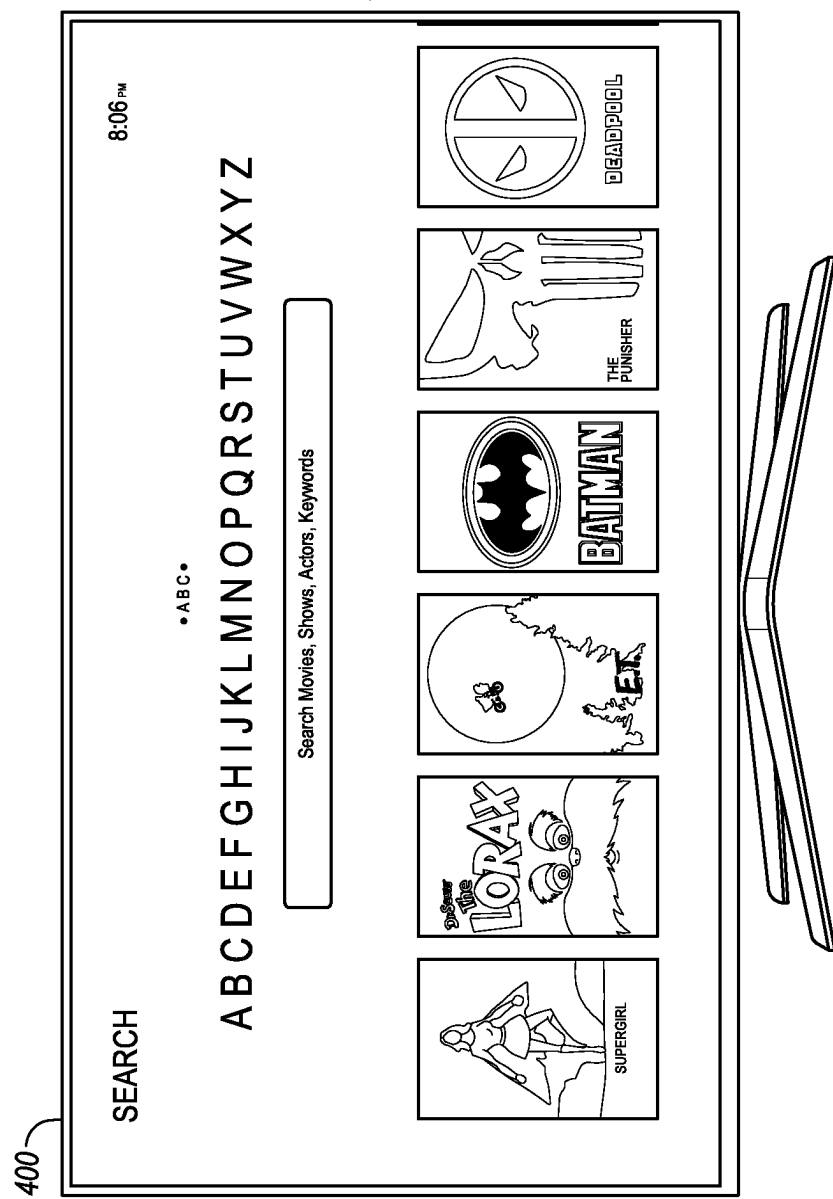 400
SEARCH
8:06 PM
• A B C •
A B C D E F G H I J K L M N O P Q R S T U V W X Y Z
Search Movies, Shows, Actors, Keywords
SUPERGIRL
Dr. Seuss'
The
LORAX
E.T.
BATMAN
THE
PUNISHER
DEADPOOL